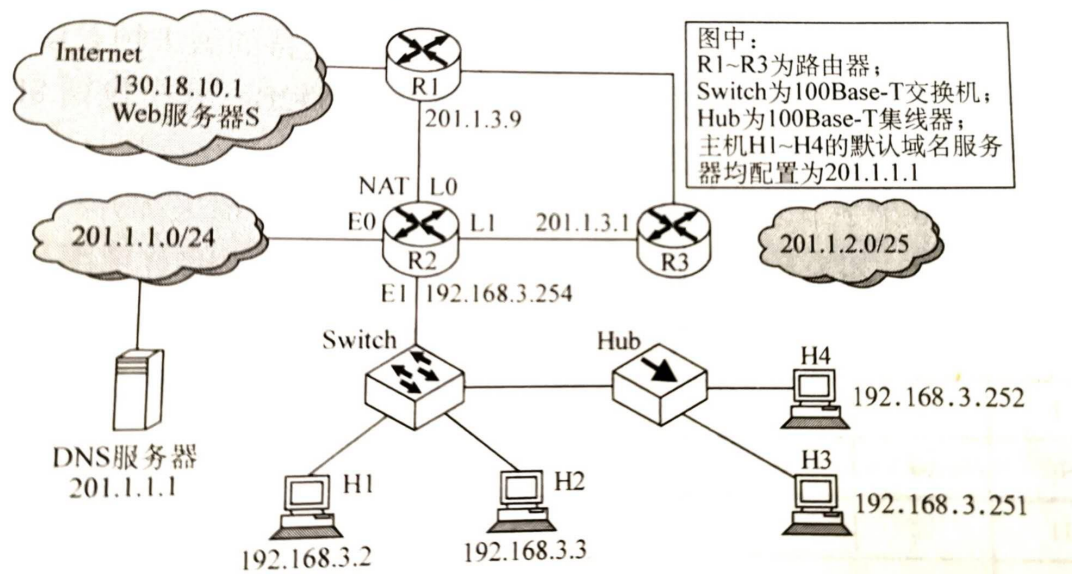 Internet
130.18.10.1
Web服务器S
R1
201.1.3.9
图中：
R1~R3为路由器；
Switch为100Base-T交换机；
Hub为100Base-T集线器；
主机H1~H4的默认域名服务
器均配置为201.1.1.1
NAT L0
201.1.1.0/24
E0
R2
L1
201.1.3.1
R3
201.1.2.0/25
E1
192.168.3.254
Switch
Hub
H4
192.168.3.252
DNS服务器
201.1.1.1
H1
192.168.3.2
H2
192.168.3.3
H3
192.168.3.251